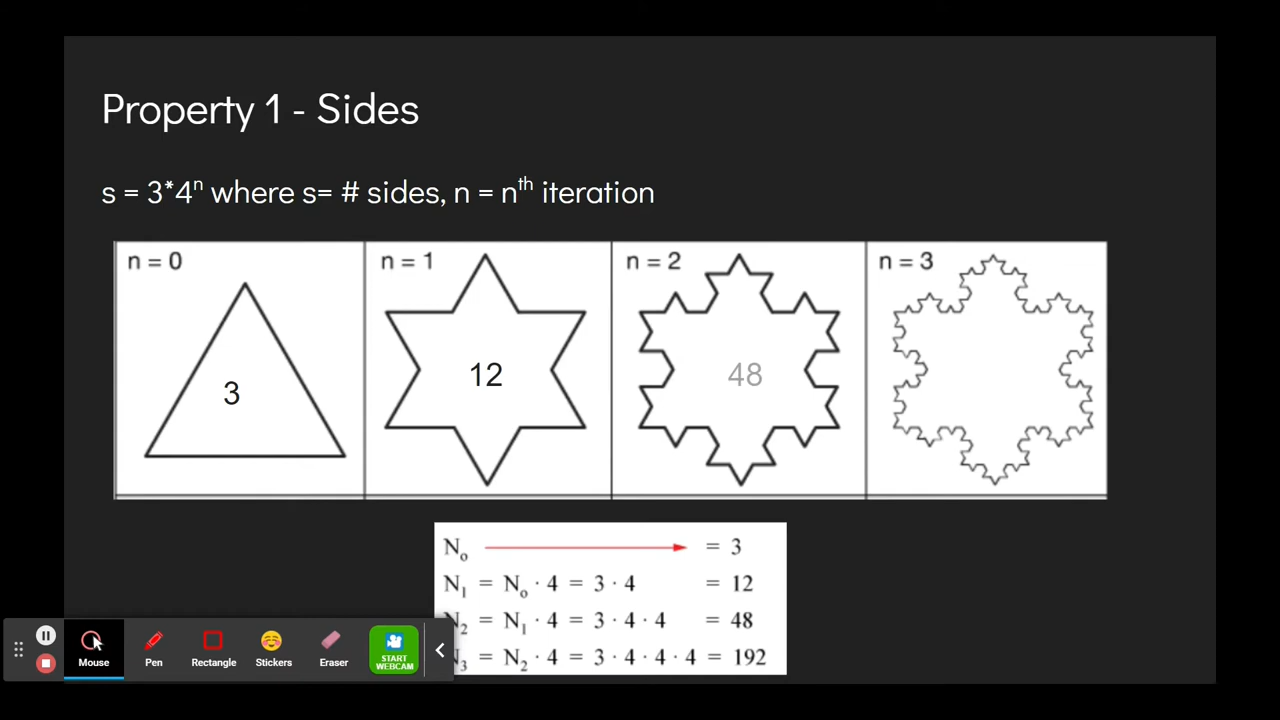 Property 1 - Sides
s = 3*4ⁿ where s= # sides, n = nᵗʰ iteration
n = 0
n = 1
n = 2
n = 3
3
12
48
N₀ = 3
N₁ = N₀ · 4 = 3 · 4 = 12
N₂ = N₁ · 4 = 3 · 4 · 4 = 48
N₃ = N₂ · 4 = 3 · 4 · 4 · 4 = 192
Mouse
Pen
Rectangle
Stickers
Eraser
START
WEBCAM